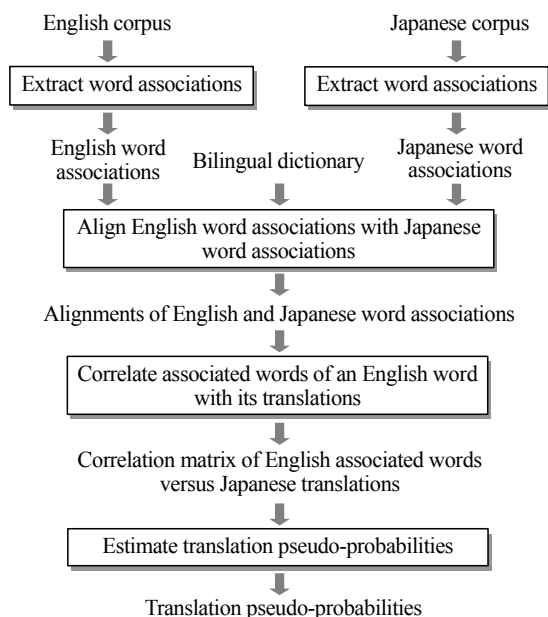 English corpus
Japanese corpus
Extract word associations
Extract word associations
English word
associations
Bilingual dictionary
Japanese word
associations
Align English word associations with Japanese
word associations
Alignments of English and Japanese word associations
Correlate associated words of an English word
with its translations
Correlation matrix of English associated words
versus Japanese translations
Estimate translation pseudo-probabilities
Translation pseudo-probabilities